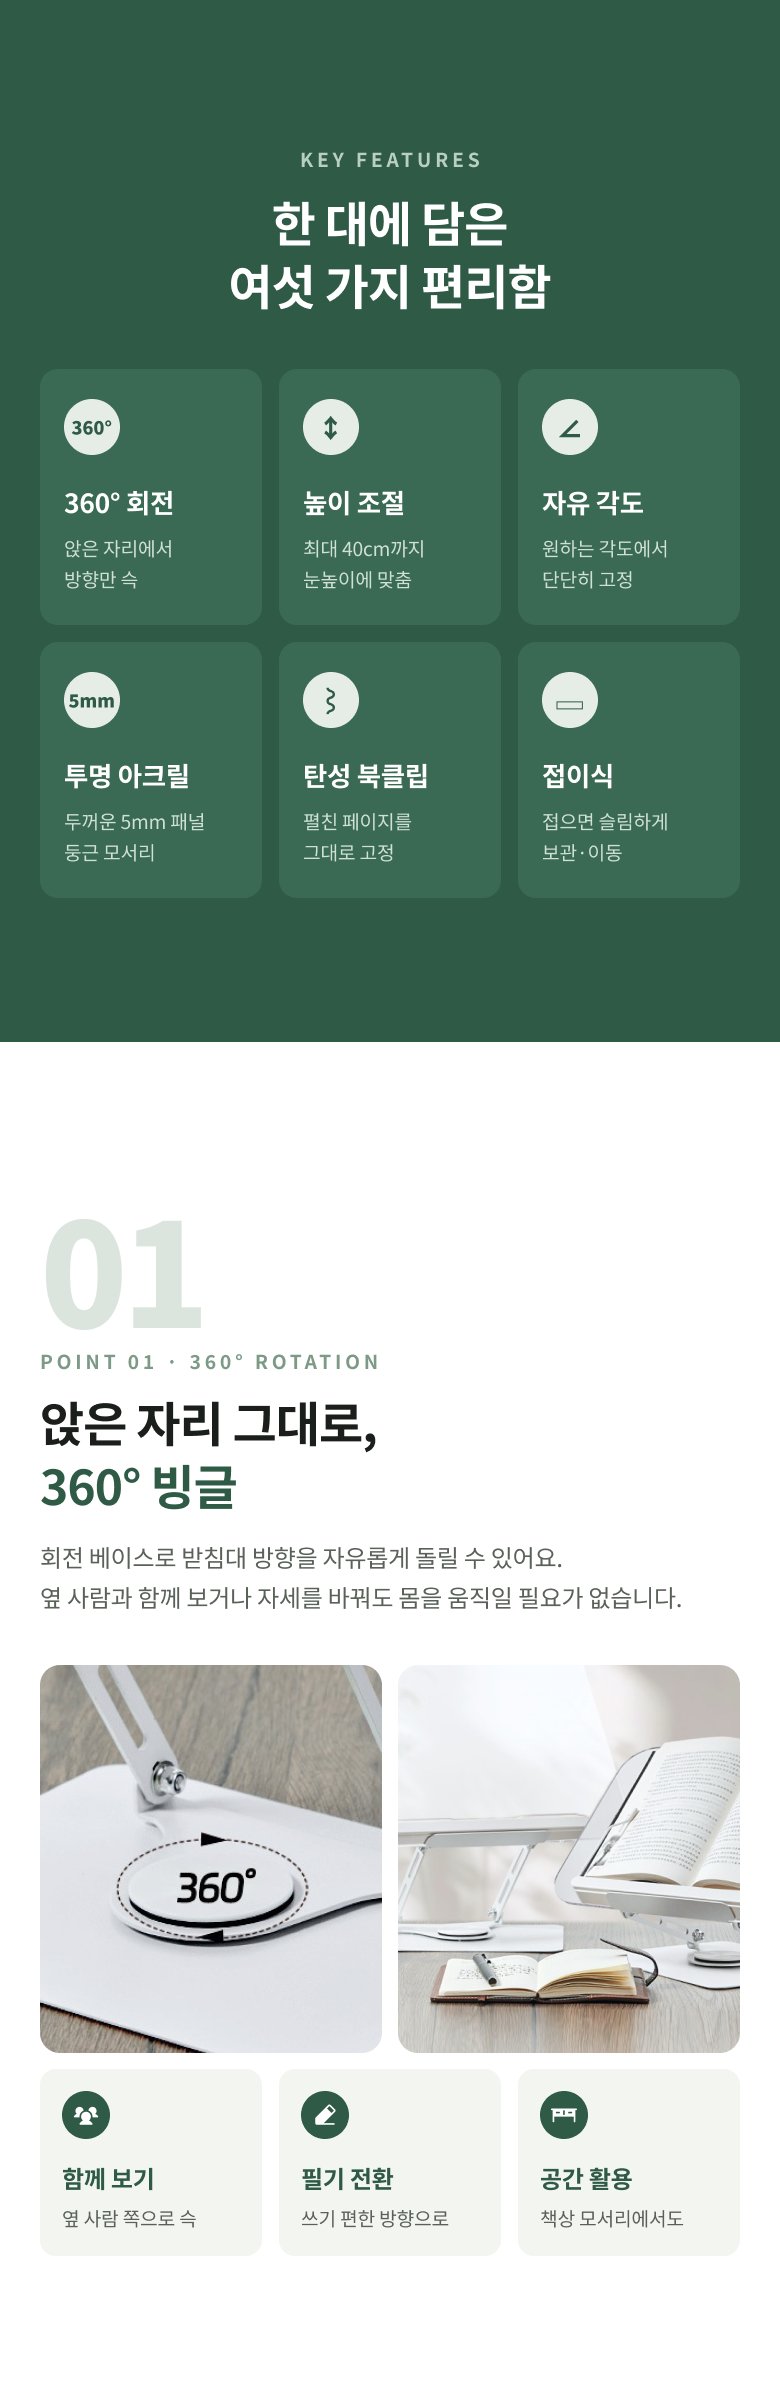 KEY FEATURES
한 대에 담은
여섯 가지 편리함
360°
360° 회전
앉은 자리에서
방향만 슥
높이 조절
최대 40cm까지
눈높이에 맞춤
자유 각도
원하는 각도에서
단단히 고정
5mm
투명 아크릴
두꺼운 5mm 패널
둥근 모서리
탄성 북클립
펼친 페이지를
그대로 고정
접이식
접으면 슬림하게
보관·이동
01
POINT 01 · 360° ROTATION
앉은 자리 그대로,
360° 빙글
회전 베이스로 받침대 방향을 자유롭게 돌릴 수 있어요.
옆 사람과 함께 보거나 자세를 바꿔도 몸을 움직일 필요가 없습니다.
360°
함께 보기
옆 사람 쪽으로 슥
필기 전환
쓰기 편한 방향으로
공간 활용
책상 모서리에서도